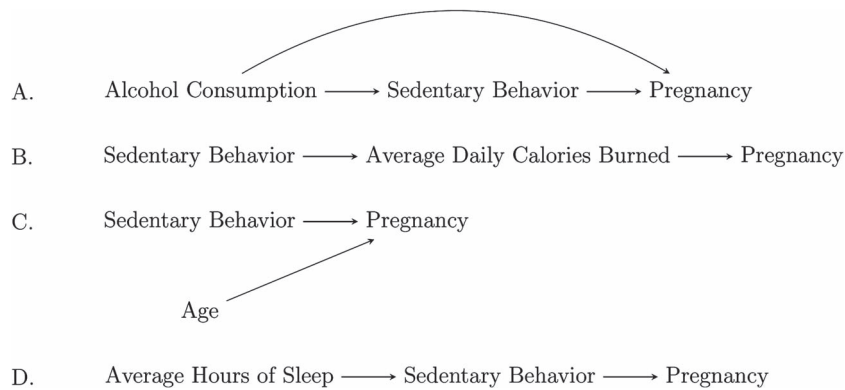 A. Alcohol Consumption Sedentary Behavior Pregnancy
B. Sedentary Behavior Average Daily Calories Burned Pregnancy
C. Sedentary Behavior Pregnancy
Age
D. Average Hours of Sleep Sedentary Behavior Pregnancy